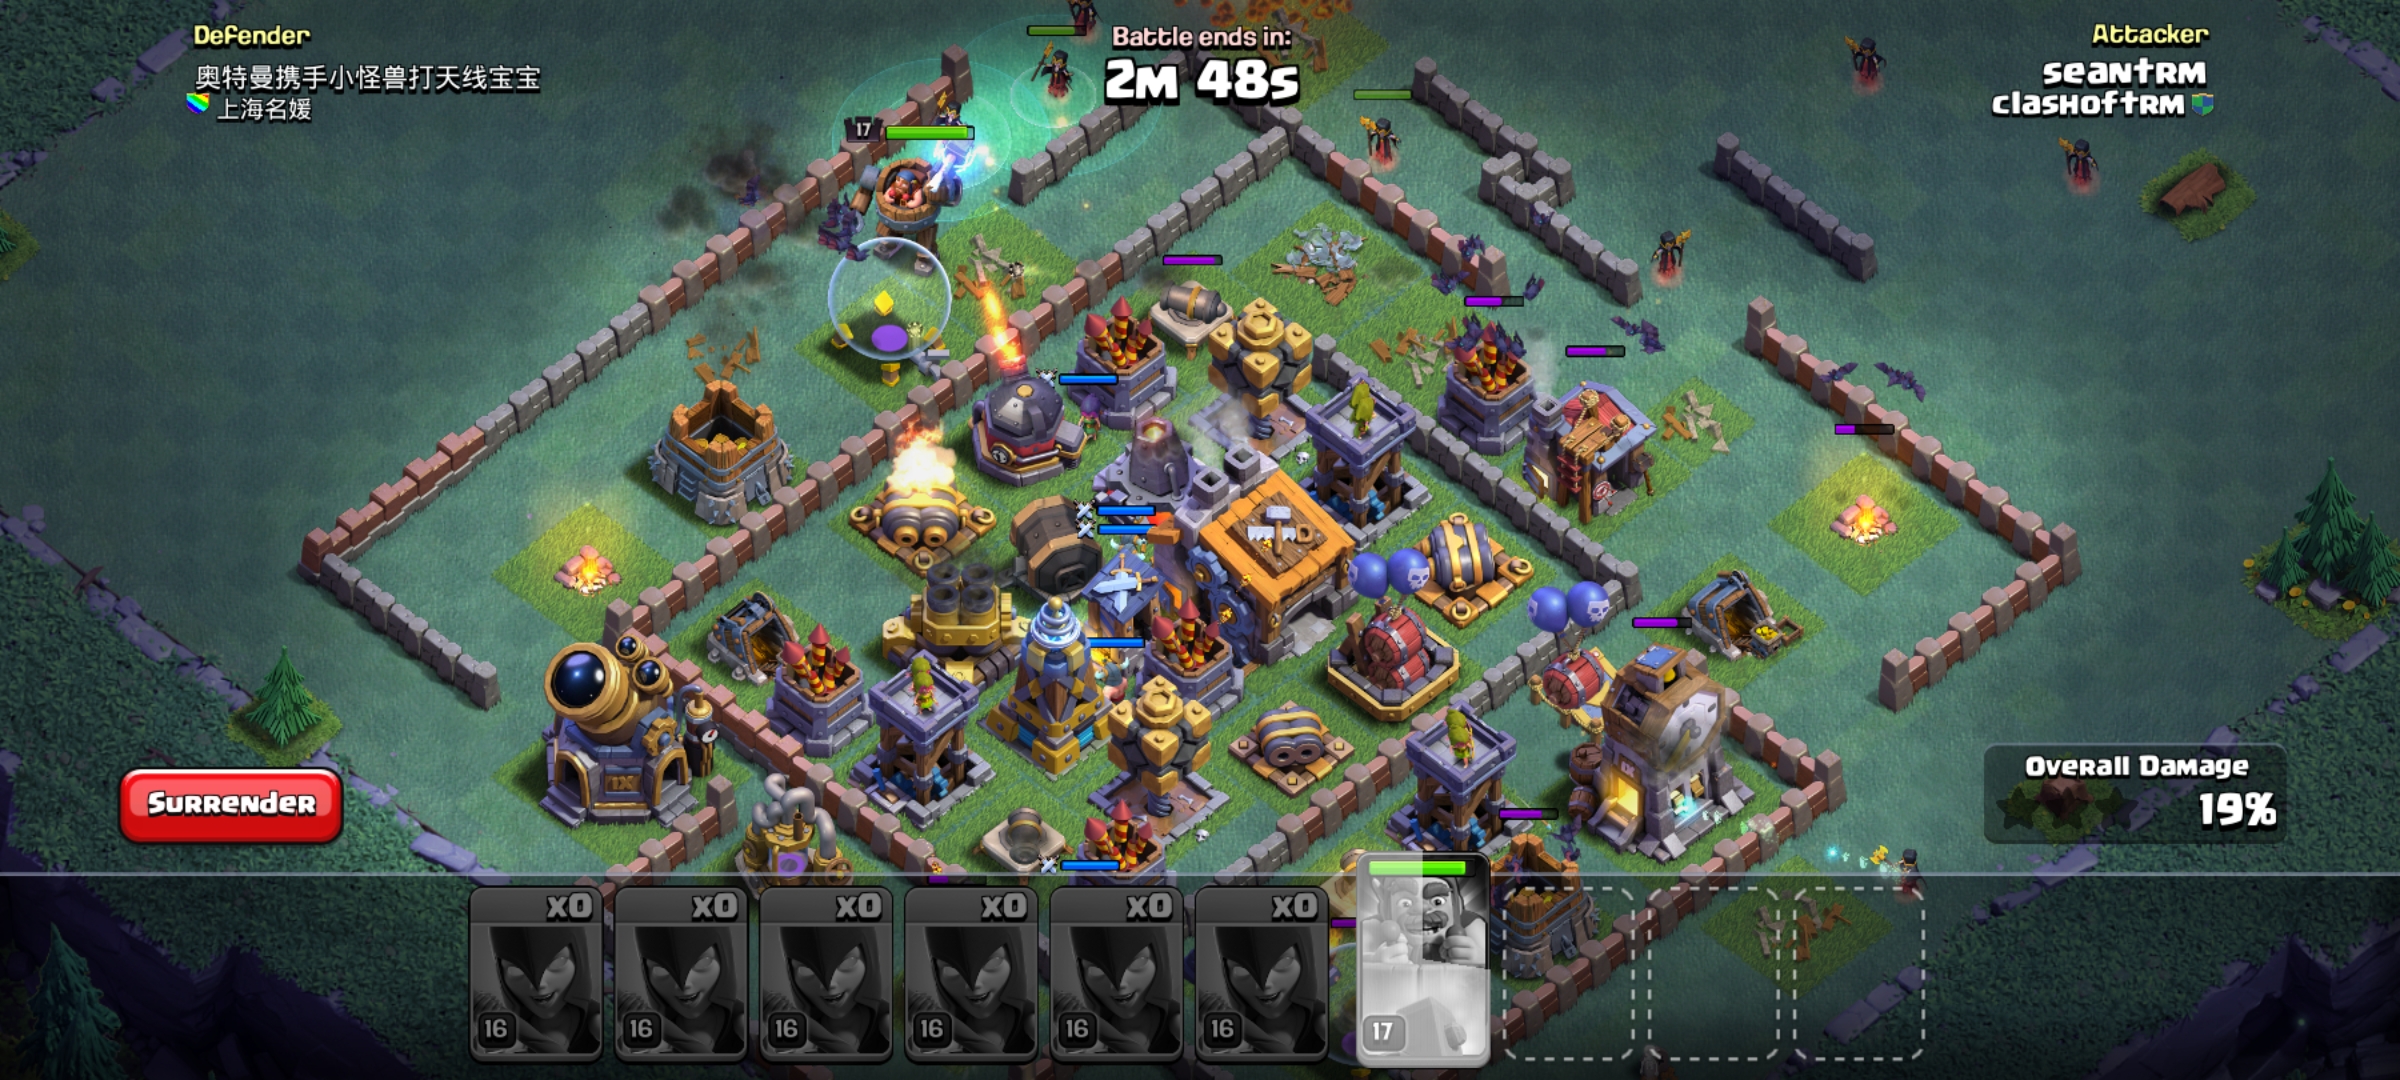 Defender
奥特曼携手小怪兽打天线宝宝
上海名媛
Battle ends in:
2M 48s
Attacker
seantRM
clashoftRM
17
IX
IX
Surrender
Overall Damage
19%
x0
x0
x0
x0
x0
x0
16
16
16
16
16
16
17